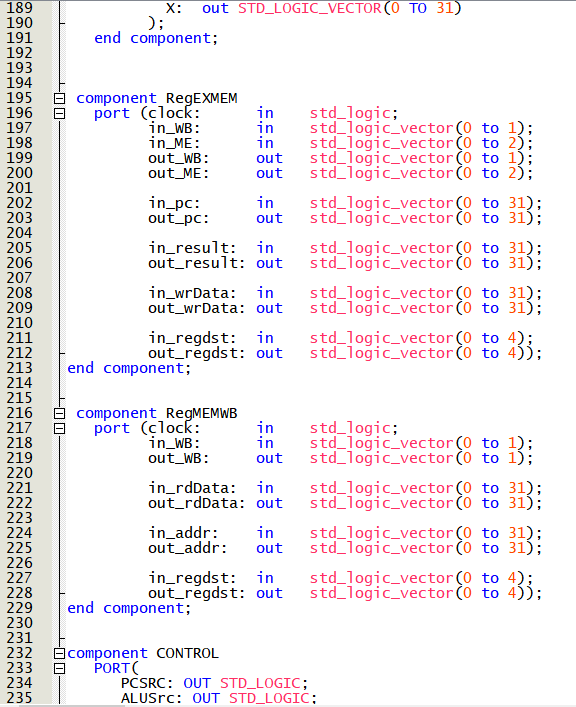 189             X:  out STD_LOGIC_VECTOR(0 TO 31)
190           );
191     end component;
192
193
194
195   component RegEXMEM
196     port (clock:      in    std_logic;
197           in_WB:      in    std_logic_vector(0 to 1);
198           in_ME:      in    std_logic_vector(0 to 2);
199           out_WB:     out   std_logic_vector(0 to 1);
200           out_ME:     out   std_logic_vector(0 to 2);
201
202           in_pc:      in    std_logic_vector(0 to 31);
203           out_pc:     out   std_logic_vector(0 to 31);
204
205           in_result:  in    std_logic_vector(0 to 31);
206           out_result: out   std_logic_vector(0 to 31);
207
208           in_wrData:  in    std_logic_vector(0 to 31);
209           out_wrData: out   std_logic_vector(0 to 31);
210
211           in_regdst:  in    std_logic_vector(0 to 4);
212           out_regdst: out   std_logic_vector(0 to 4));
213  end component;
214
215
216   component RegMEMWB
217     port (clock:      in    std_logic;
218           in_WB:      in    std_logic_vector(0 to 1);
219           out_WB:     out   std_logic_vector(0 to 1);
220
221           in_rdData:  in    std_logic_vector(0 to 31);
222           out_rdData: out   std_logic_vector(0 to 31);
223
224           in_addr:    in    std_logic_vector(0 to 31);
225           out_addr:   out   std_logic_vector(0 to 31);
226
227           in_regdst:  in    std_logic_vector(0 to 4);
228           out_regdst: out   std_logic_vector(0 to 4));
229  end component;
230
231
232  component CONTROL
233     PORT(
234        PCSRC: OUT STD_LOGIC;
235        ALUSrc: OUT STD_LOGIC;